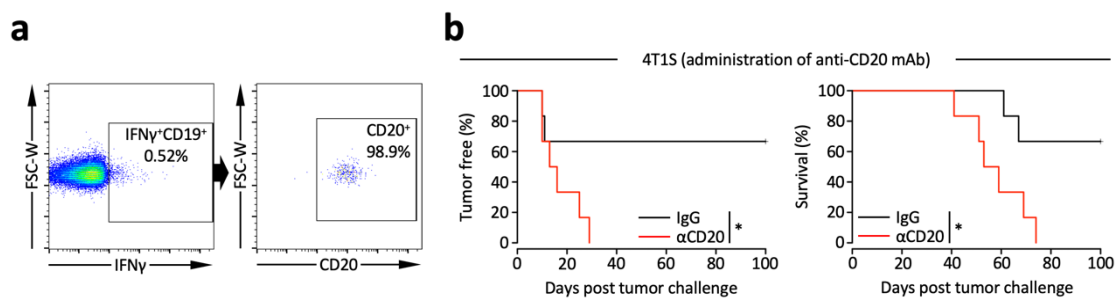 a
FSC-W
IFNγ⁺CD19⁺
0.52%
IFNγ
FSC-W
CD20⁺
98.9%
CD20
b
4T1S (administration of anti-CD20 mAb)
Tumor free (%)
100
80
60
40
20
0
IgG
αCD20
*
0 20 40 60 80 100
Days post tumor challenge
Survival (%)
100
80
60
40
20
0
IgG
αCD20
*
0 20 40 60 80 100
Days post tumor challenge